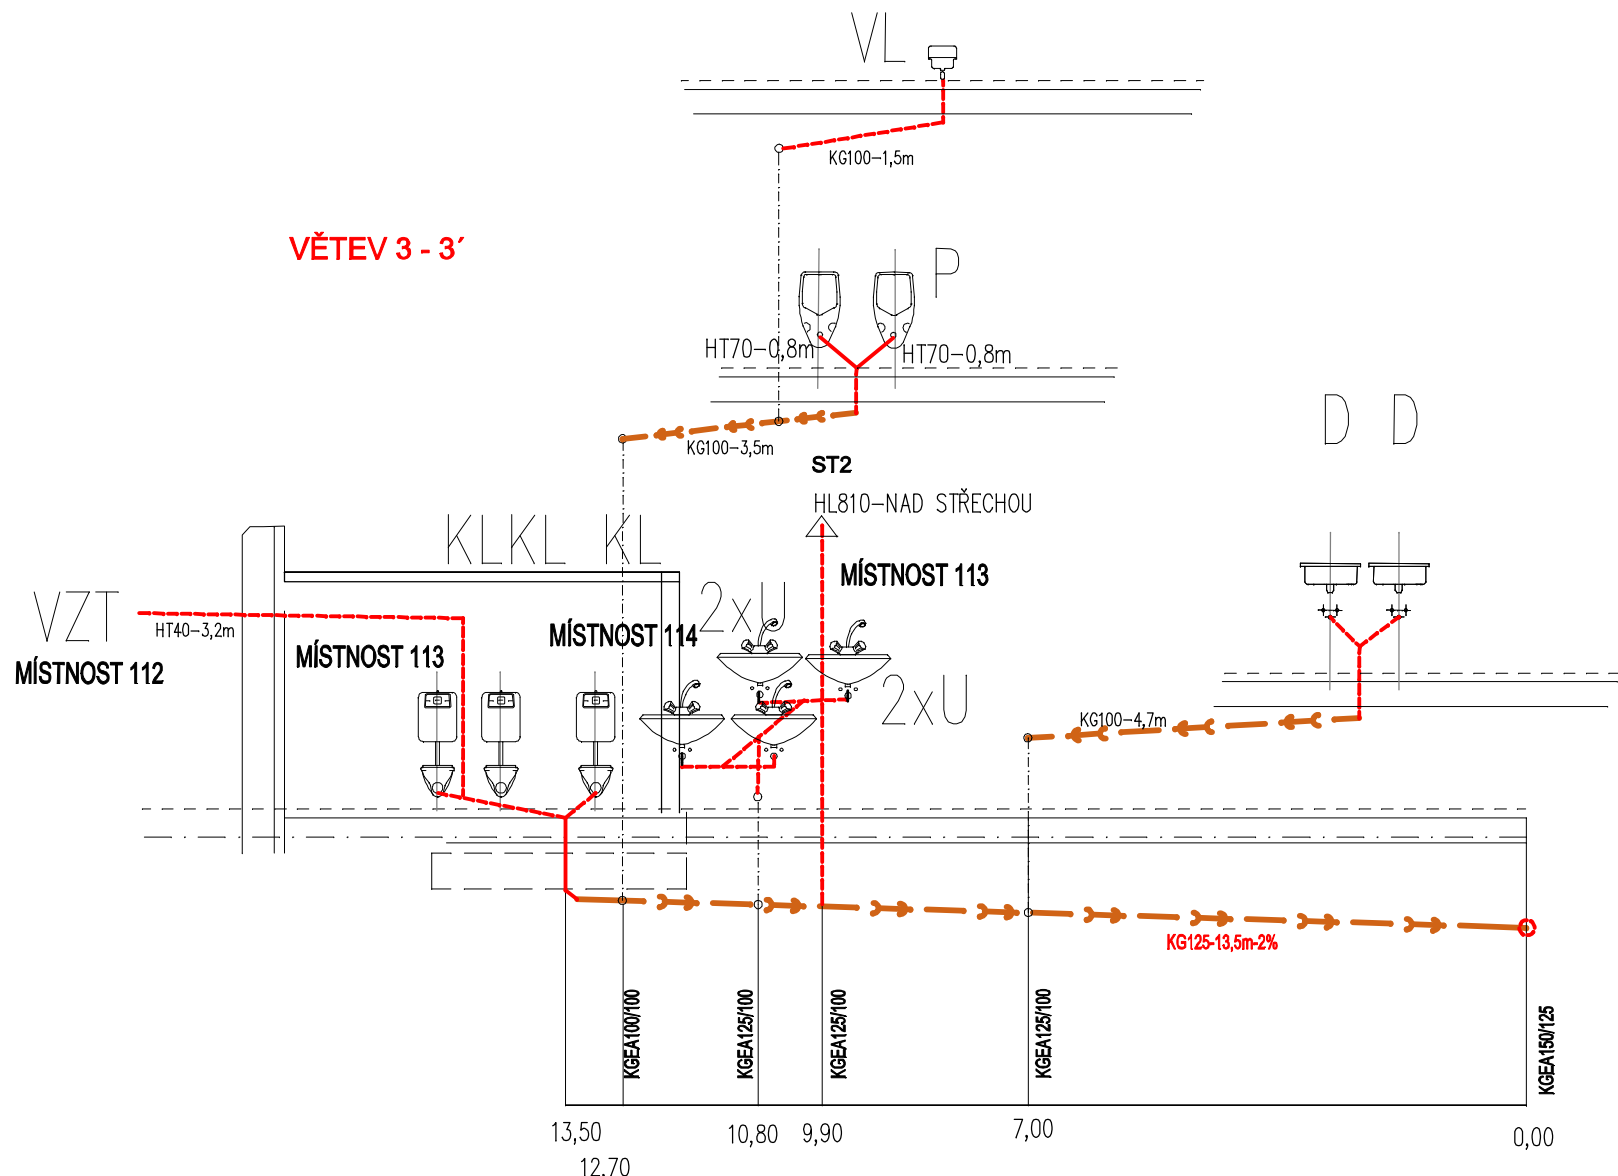 VL
KG100-1,5m
VĚTEV 3 - 3´
P
HT70-0,8m
HT70-0,8m
D D
KG100-3,5m
ST2
HL810-NAD STŘECHOU
KL KL KL
MÍSTNOST 113
2xU
VZT
HT40-3,2m
MÍSTNOST 114
MÍSTNOST 113
MÍSTNOST 112
2xU
KG100-4,7m
KG125-13,5m-2%
KGEA100/100
KGEA125/100
KGEA125/100
KGEA125/100
KGEA150/125
13,50
12,70
10,80
9,90
7,00
0,00